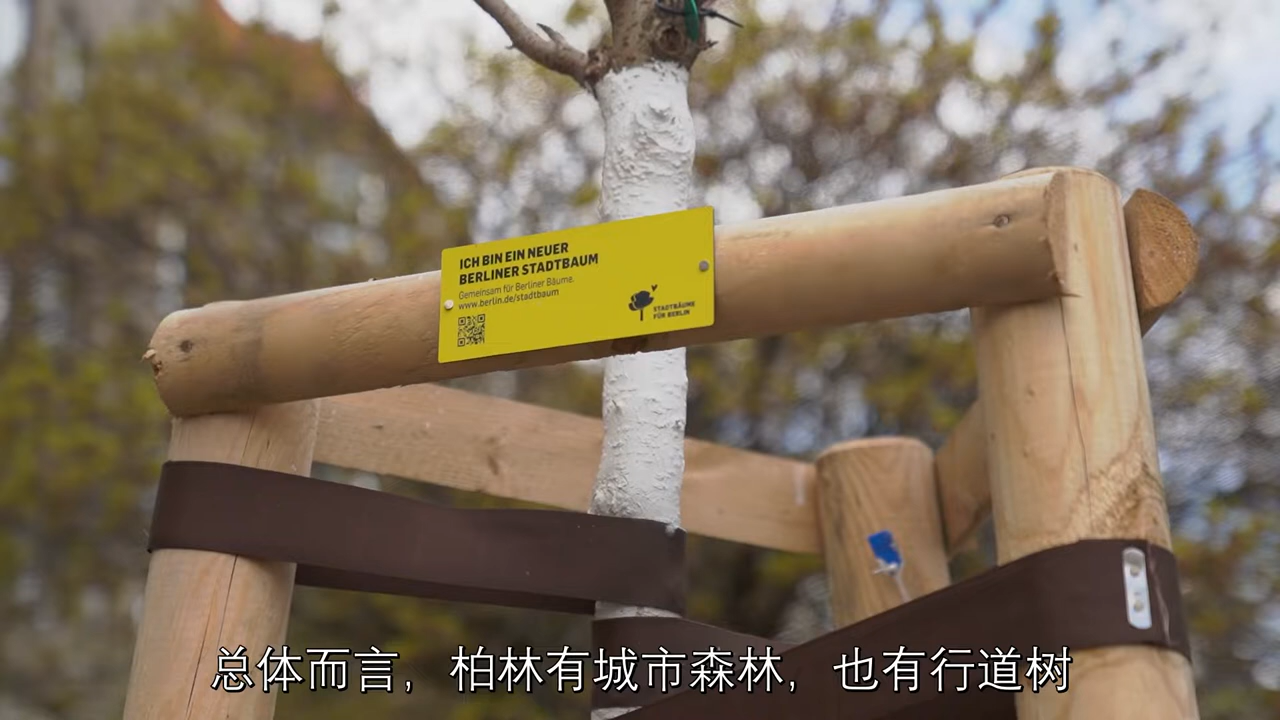 ICH BIN EIN NEUER
BERLINER STADTBAUM
Gemeinsam für Berliner Bäume.
www.berlin.de/stadtbaum
STADTBÄUME
FÜR BERLIN
总体而言，柏林有城市森林，也有行道树